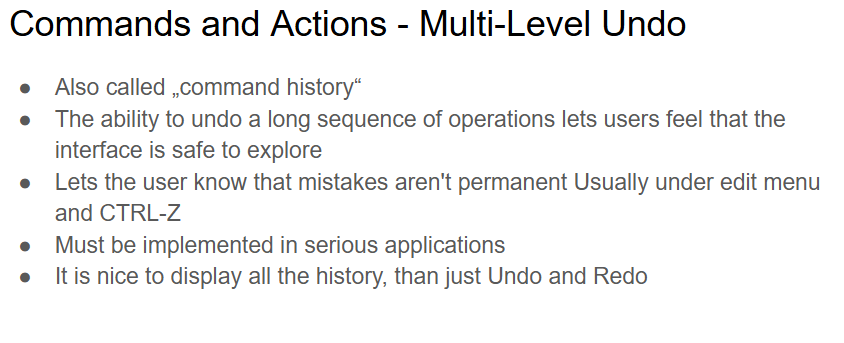 Commands and Actions - Multi-Level Undo
● Also called „command history“
● The ability to undo a long sequence of operations lets users feel that the
interface is safe to explore
● Lets the user know that mistakes aren't permanent Usually under edit menu
and CTRL-Z
● Must be implemented in serious applications
● It is nice to display all the history, than just Undo and Redo